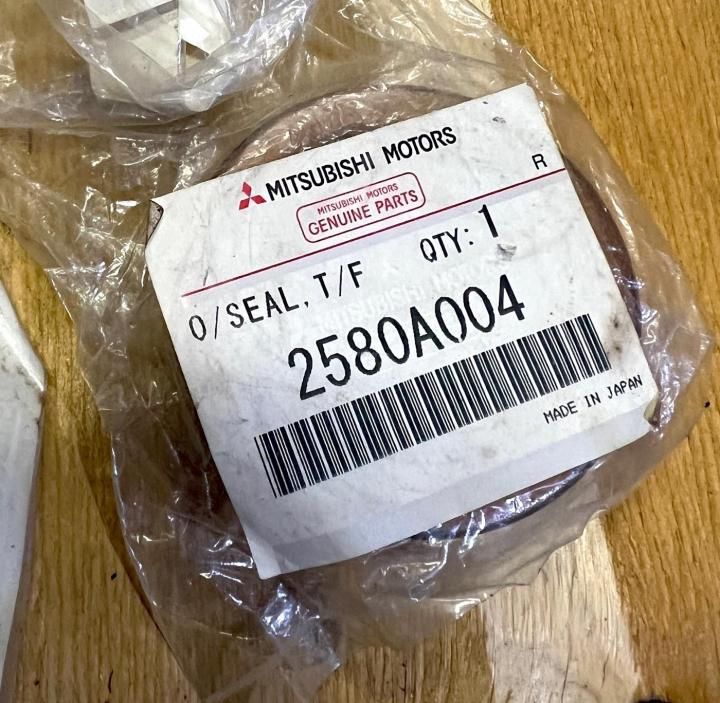 MITSUBISHI MOTORS
MITSUBISHI MOTORS
GENUINE PARTS
R
O/SEAL, T/F QTY: 1
2580A004
MADE IN JAPAN